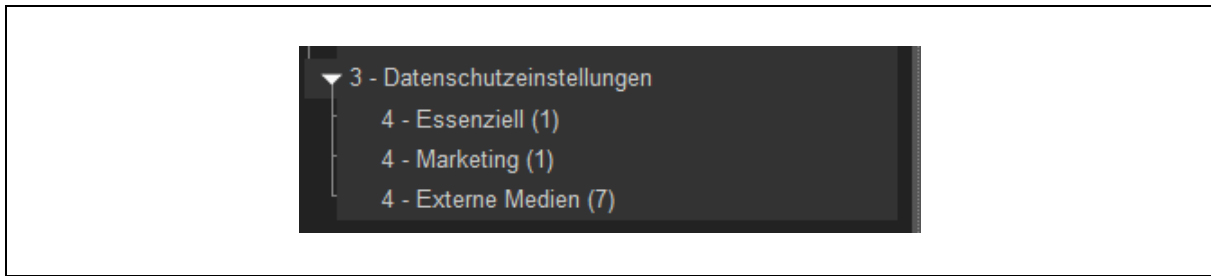 3 - Datenschutzeinstellungen
4 - Essenziell (1)
4 - Marketing (1)
4 - Externe Medien (7)